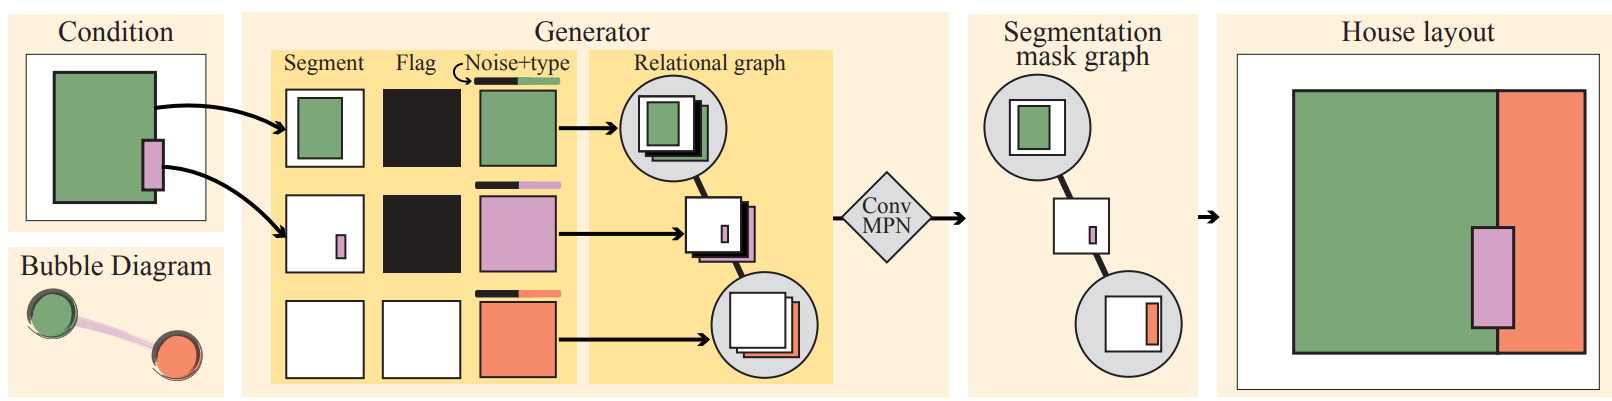 Condition
Bubble Diagram
Generator
Segment
Flag
Noise+type
Relational graph
Conv
MPN
Segmentation
mask graph
House layout